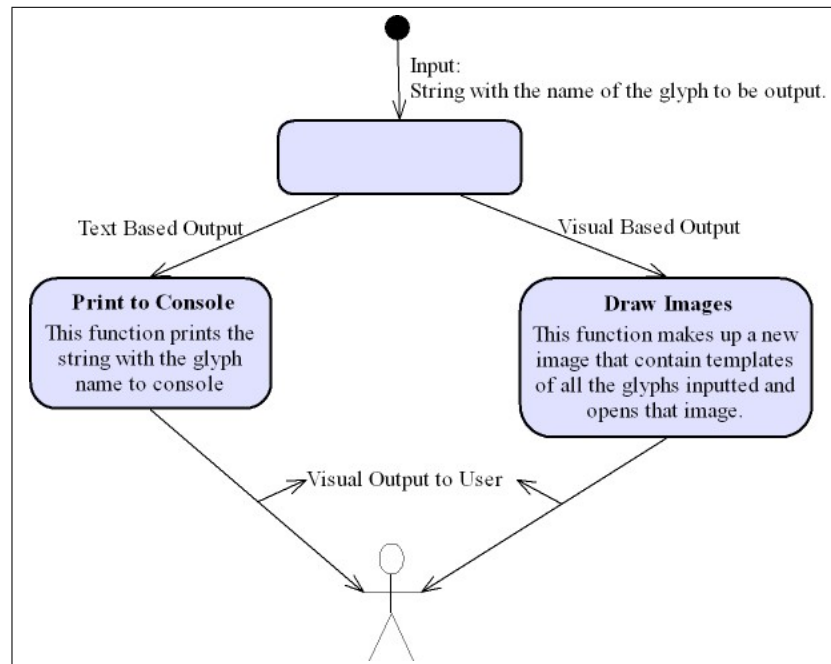 Input:
String with the name of the glyph to be output.
Text Based Output
Visual Based Output
Print to Console
This function prints the
string with the glyph
name to console
Draw Images
This function makes up a new
image that contain templates
of all the glyphs inputted and
opens that image.
Visual Output to User